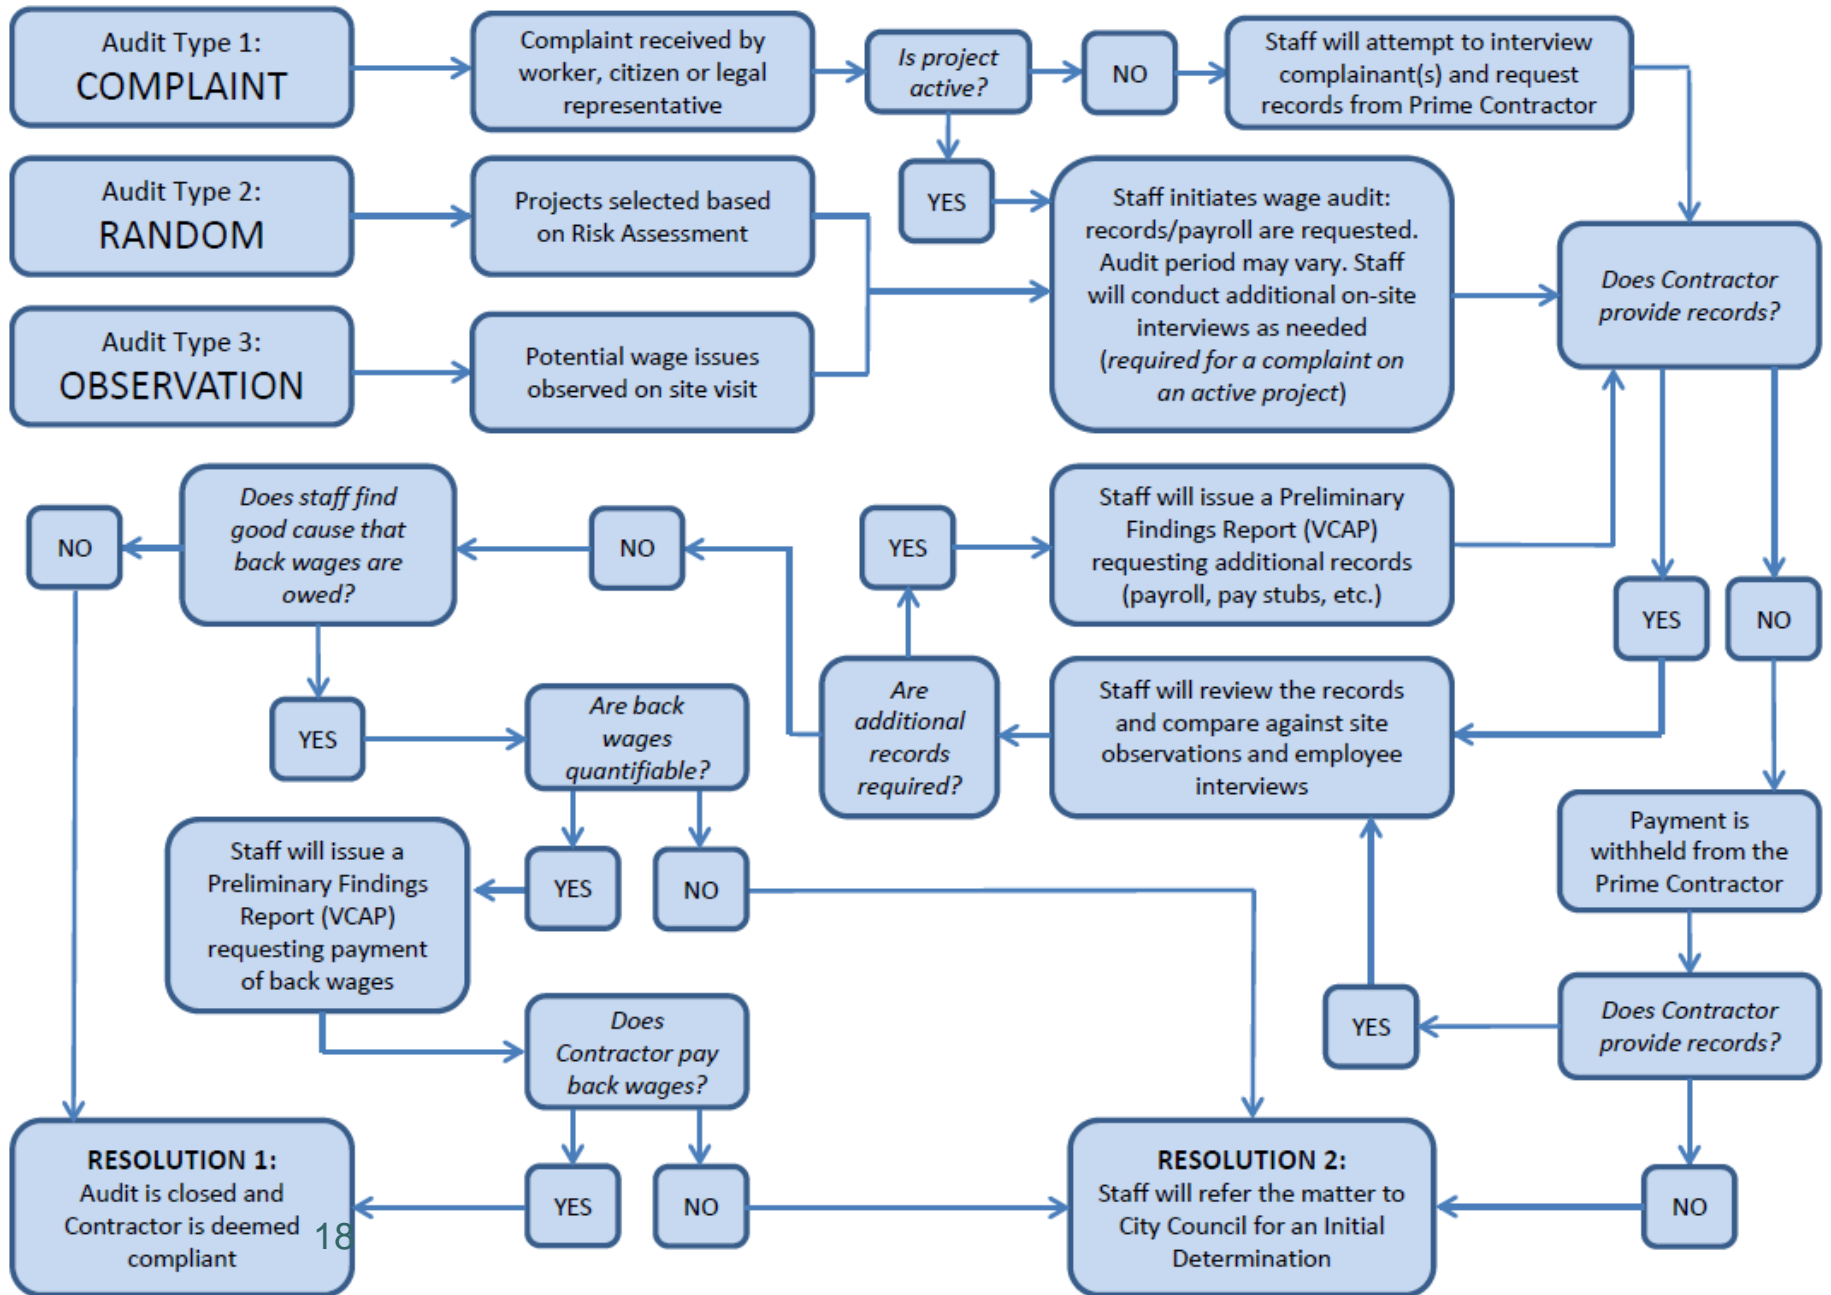 Audit Type 1:
COMPLAINT
Complaint received by
worker, citizen or legal
representative
Is project
active?
NO
Staff will attempt to interview
complainant(s) and request
records from Prime Contractor
YES
Audit Type 2:
RANDOM
Projects selected based
on Risk Assessment
Staff initiates wage audit:
records/payroll are requested.
Audit period may vary. Staff
will conduct additional on-site
interviews as needed
(required for a complaint on
an active project)
Does Contractor
provide records?
Audit Type 3:
OBSERVATION
Potential wage issues
observed on site visit
NO
Does staff find
good cause that
back wages are
owed?
NO
YES
Staff will issue a Preliminary
Findings Report (VCAP)
requesting additional records
(payroll, pay stubs, etc.)
YES
NO
YES
Are back
wages
quantifiable?
Are
additional
records
required?
Staff will review the records
and compare against site
observations and employee
interviews
Payment is
withheld from the
Prime Contractor
Staff will issue a
Preliminary Findings
Report (VCAP)
requesting payment
of back wages
YES
NO
Does
Contractor pay
back wages?
YES
Does Contractor
provide records?
RESOLUTION 1:
Audit is closed and
Contractor is deemed
compliant
18
YES
NO
RESOLUTION 2:
Staff will refer the matter to
City Council for an Initial
Determination
NO